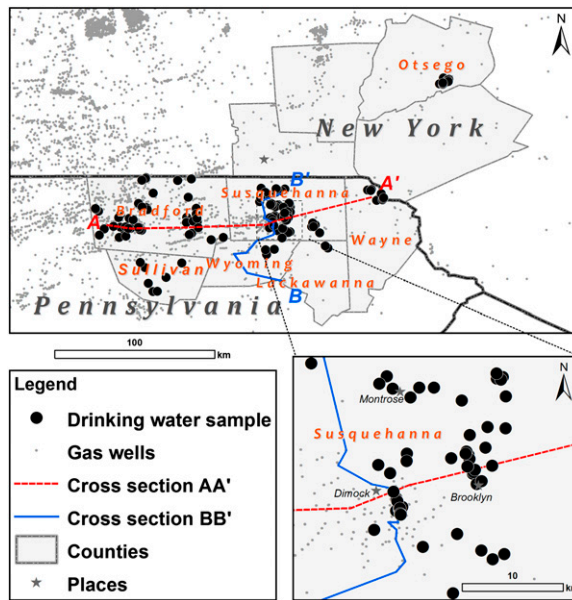 N
Otsego
New York
B'
A'
Susquehanna
A
Bradford
Wayne
Wyoming
Sullivan
Lackawanna
B
Pennsylvania
100
km
Legend
Drinking water sample
Gas wells
Cross section AA'
Cross section BB'
Counties
Places
N
Montrose
Susquehanna
Dimock
Brooklyn
10
km